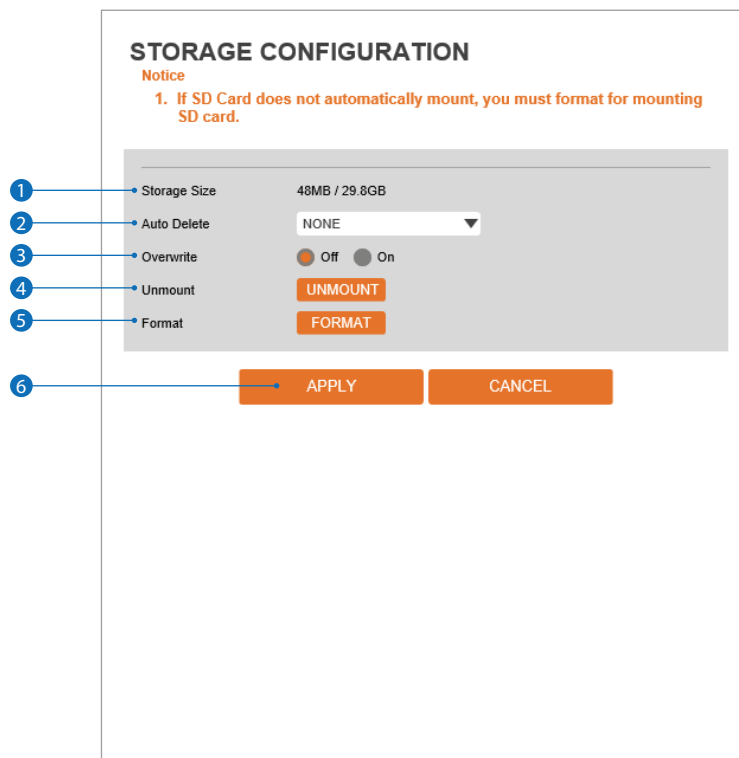 STORAGE CONFIGURATION
Notice
1. If SD Card does not automatically mount, you must format for mounting
SD card.
1 Storage Size 48MB / 29.8GB
2 Auto Delete NONE
3 Overwrite Off On
4 Unmount UNMOUNT
5 Format FORMAT
6 APPLY CANCEL